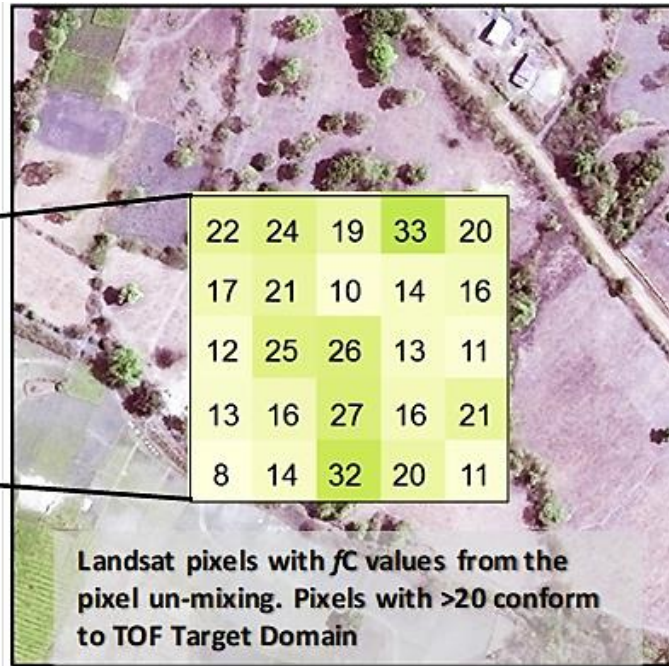 22 24 19 33 20
17 21 10 14 16
12 25 26 13 11
13 16 27 16 21
8 14 32 20 11
Landsat pixels with fC values from the
pixel un-mixing. Pixels with >20 conform
to TOF Target Domain